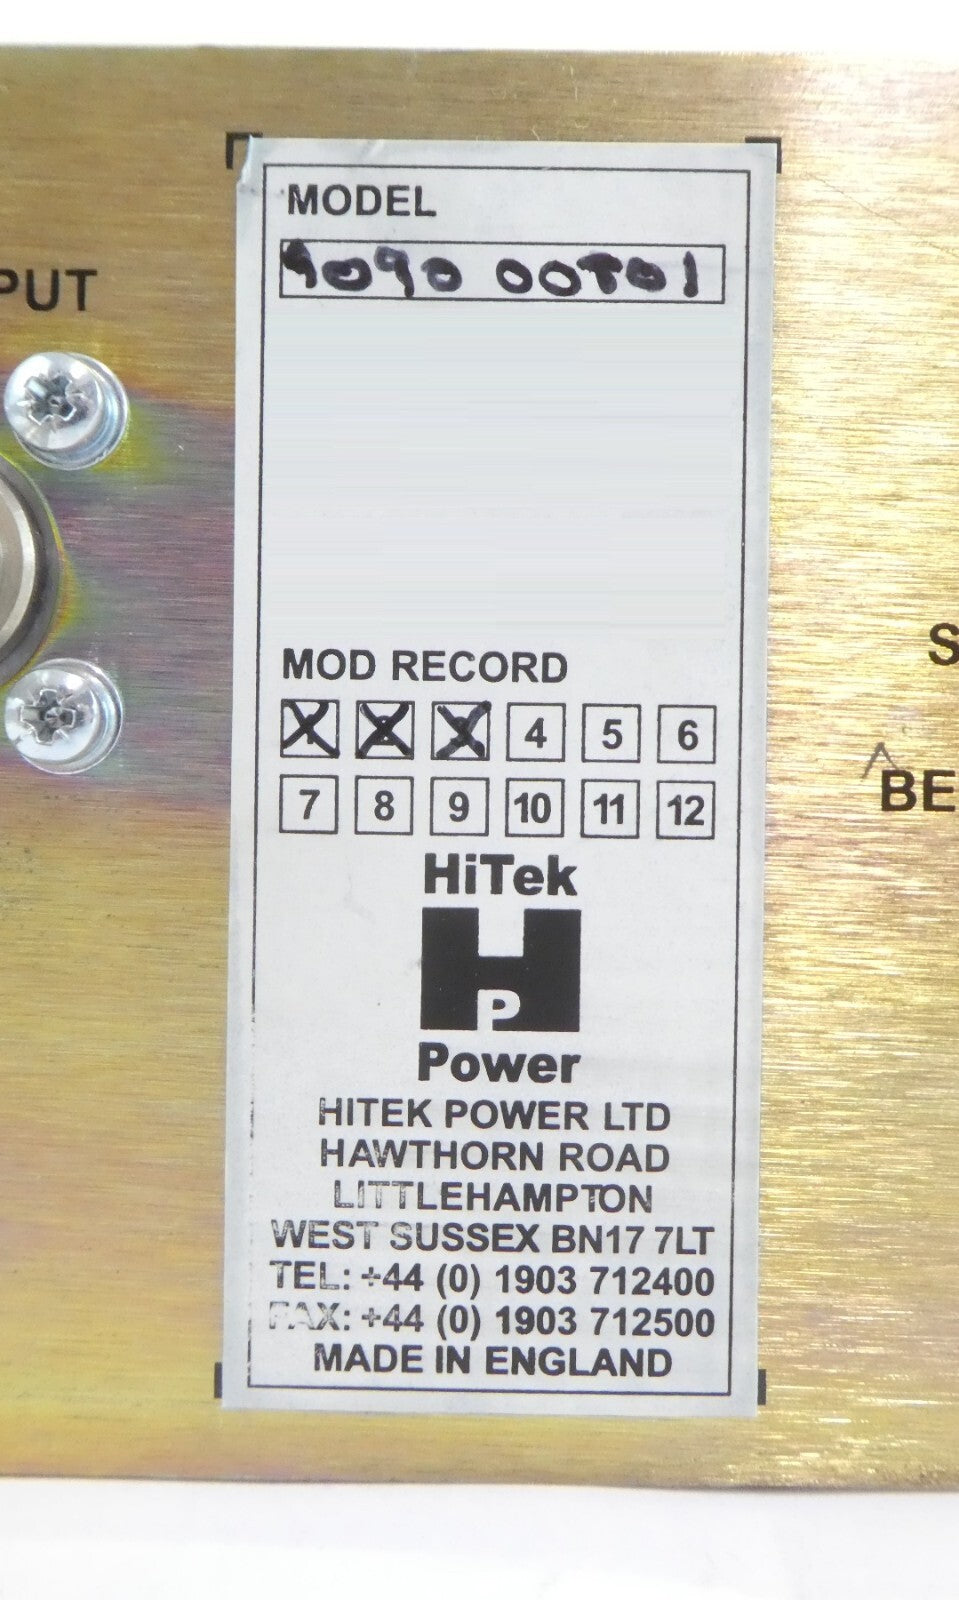 MODEL
9090 00T01
PUT
MOD RECORD
4 5 6
7 8 9 10 11 12
S
BE
HiTek
HP
Power
HITEK POWER LTD
HAWTHORN ROAD
LITTLEHAMPTON
WEST SUSSEX BN17 7LT
TEL: +44 (0) 1903 712400
FAX: +44 (0) 1903 712500
MADE IN ENGLAND